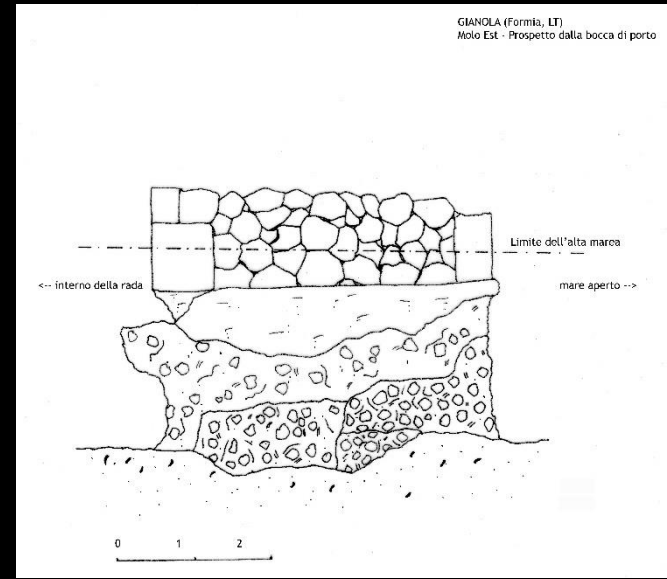 GIANOLA (Formia, LT)
Molo Est - Prospetto dalla bocca di porto
Limite dell'alta marea
<-- interno della rada
mare aperto -->
0 1 2